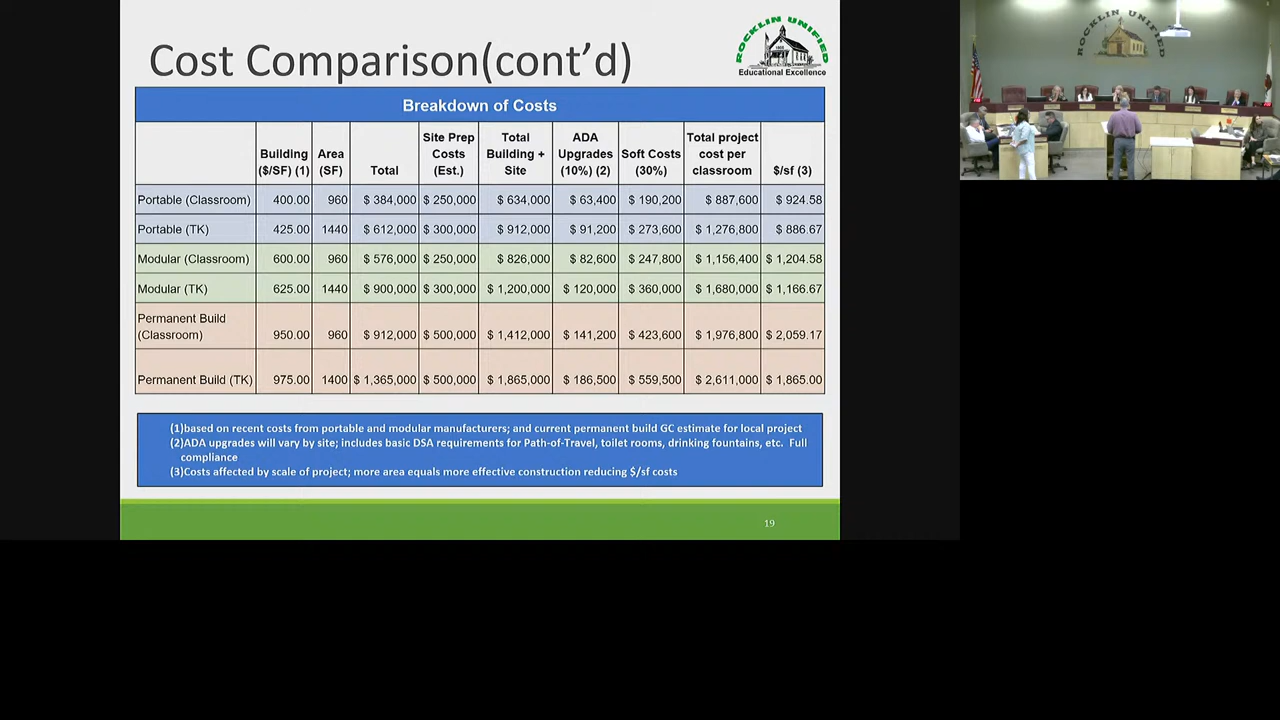 Cost Comparison(cont’d)
ROCKLIN UNIFIED
Educational Excellence
Breakdown of Costs
Building ($/SF) (1) Area (SF) Total Site Prep Costs (Est.) Total Building + Site ADA Upgrades (10%) (2) Soft Costs (30%) Total project cost per classroom $/sf (3)
Portable (Classroom) 400.00 960 $ 384,000 $ 250,000 $ 634,000 $ 63,400 $ 190,200 $ 887,600 $ 924.58
Portable (TK) 425.00 1440 $ 612,000 $ 300,000 $ 912,000 $ 91,200 $ 273,600 $ 1,276,800 $ 886.67
Modular (Classroom) 600.00 960 $ 576,000 $ 250,000 $ 826,000 $ 82,600 $ 247,800 $ 1,156,400 $ 1,204.58
Modular (TK) 625.00 1440 $ 900,000 $ 300,000 $ 1,200,000 $ 120,000 $ 360,000 $ 1,680,000 $ 1,166.67
Permanent Build
(Classroom) 950.00 960 $ 912,000 $ 500,000 $ 1,412,000 $ 141,200 $ 423,600 $ 1,976,800 $ 2,059.17
Permanent Build (TK) 975.00 1400 $ 1,365,000 $ 500,000 $ 1,865,000 $ 186,500 $ 559,500 $ 2,611,000 $ 1,865.00
(1)based on recent costs from portable and modular manufacturers; and current permanent build GC estimate for local project
(2)ADA upgrades will vary by site; includes basic DSA requirements for Path-of-Travel, toilet rooms, drinking fountains, etc. Full
compliance
(3)Costs affected by scale of project; more area equals more effective construction reducing $/sf costs
19
ROCKLIN UNIFIED